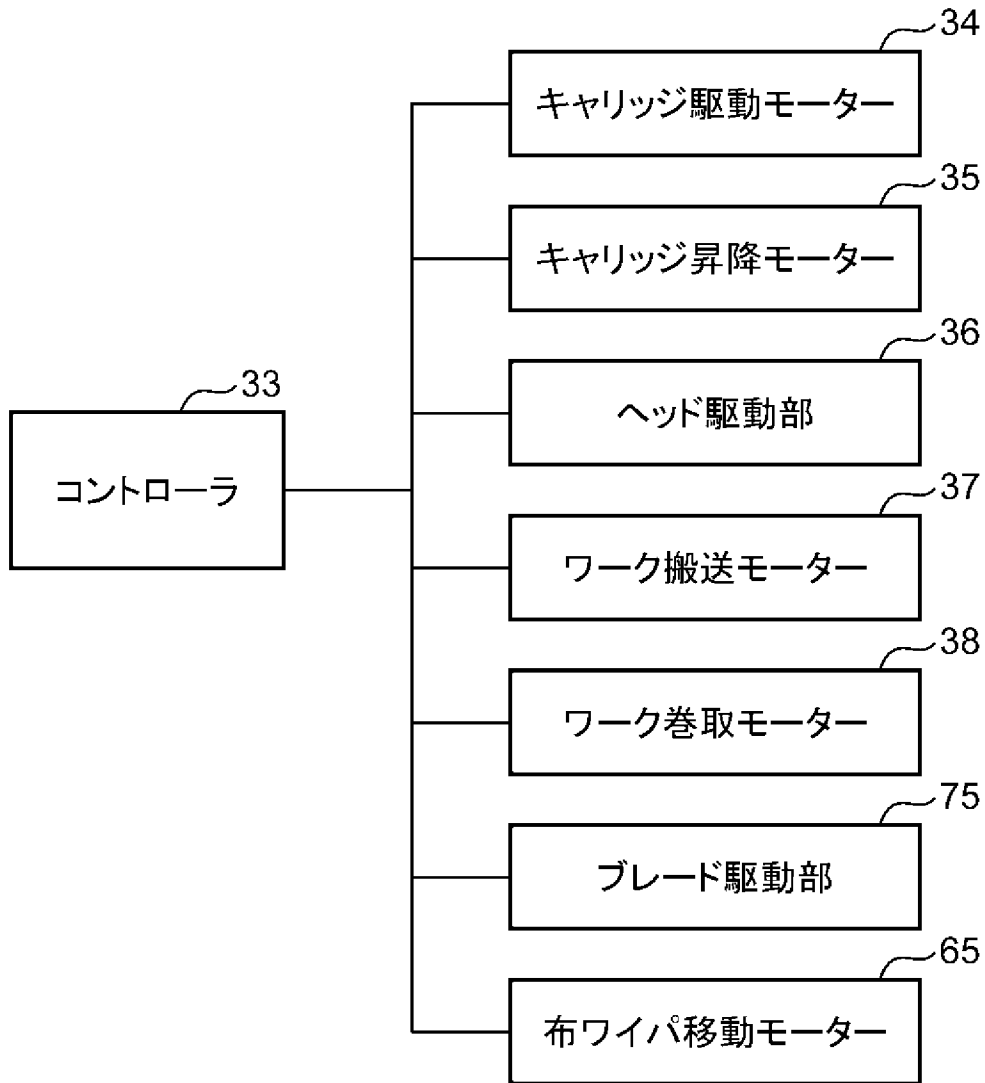 34
キャリッジ駆動モーター
35
キャリッジ昇降モーター
36
ヘッド駆動部
33
コントローラ
37
ワーク搬送モーター
38
ワーク巻取モーター
75
ブレード駆動部
65
布ワイパ移動モーター